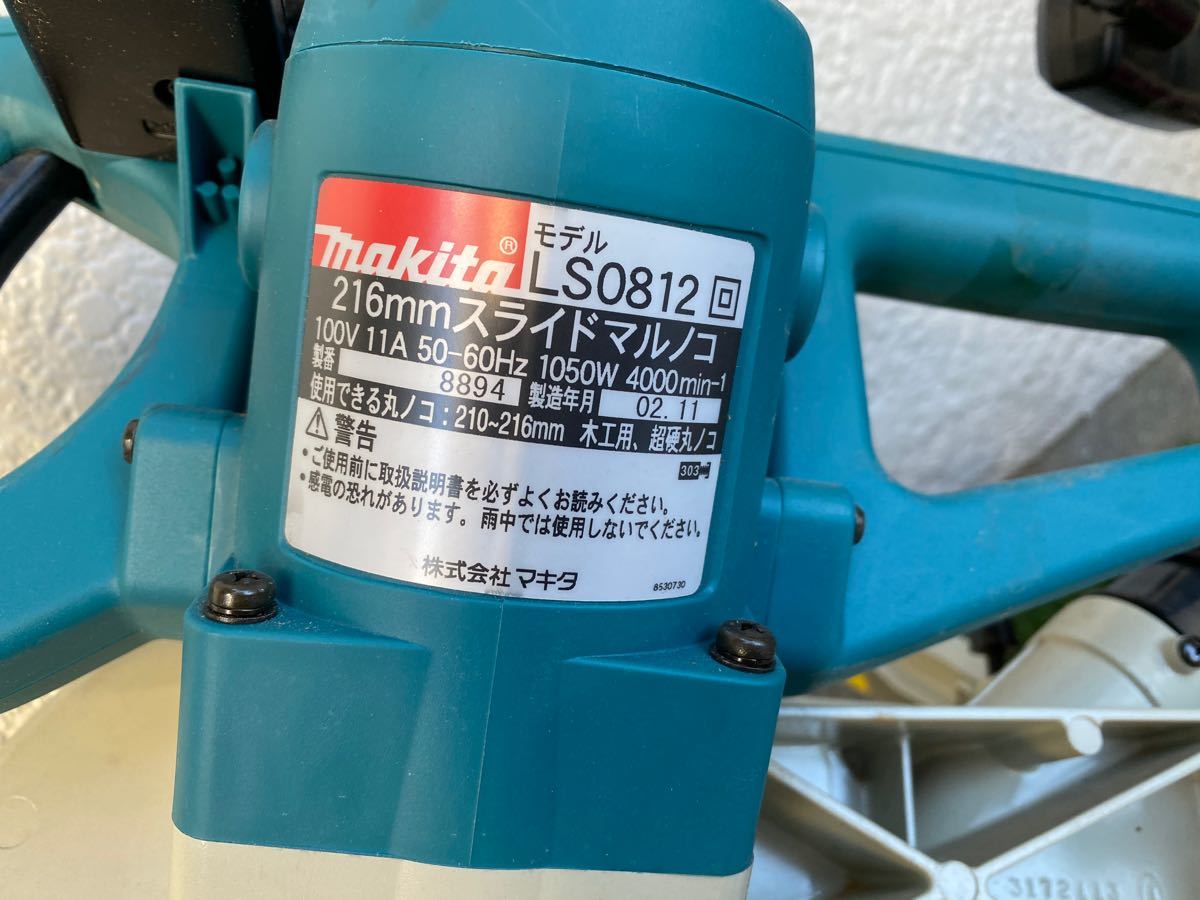 makita®
モデル
LS0812
216mmスライドマルノコ
100V 11A 50-60Hz 1050W 4000min-1
製番 8894 製造年月 02.11
使用できる丸ノコ:210~216mm 木工用、超硬丸ノコ
警告
303
・ご使用前に取扱説明書を必ずよくお読みください。
・感電の恐れがあります。雨中では使用しないでください。
株式会社マキタ
8530730